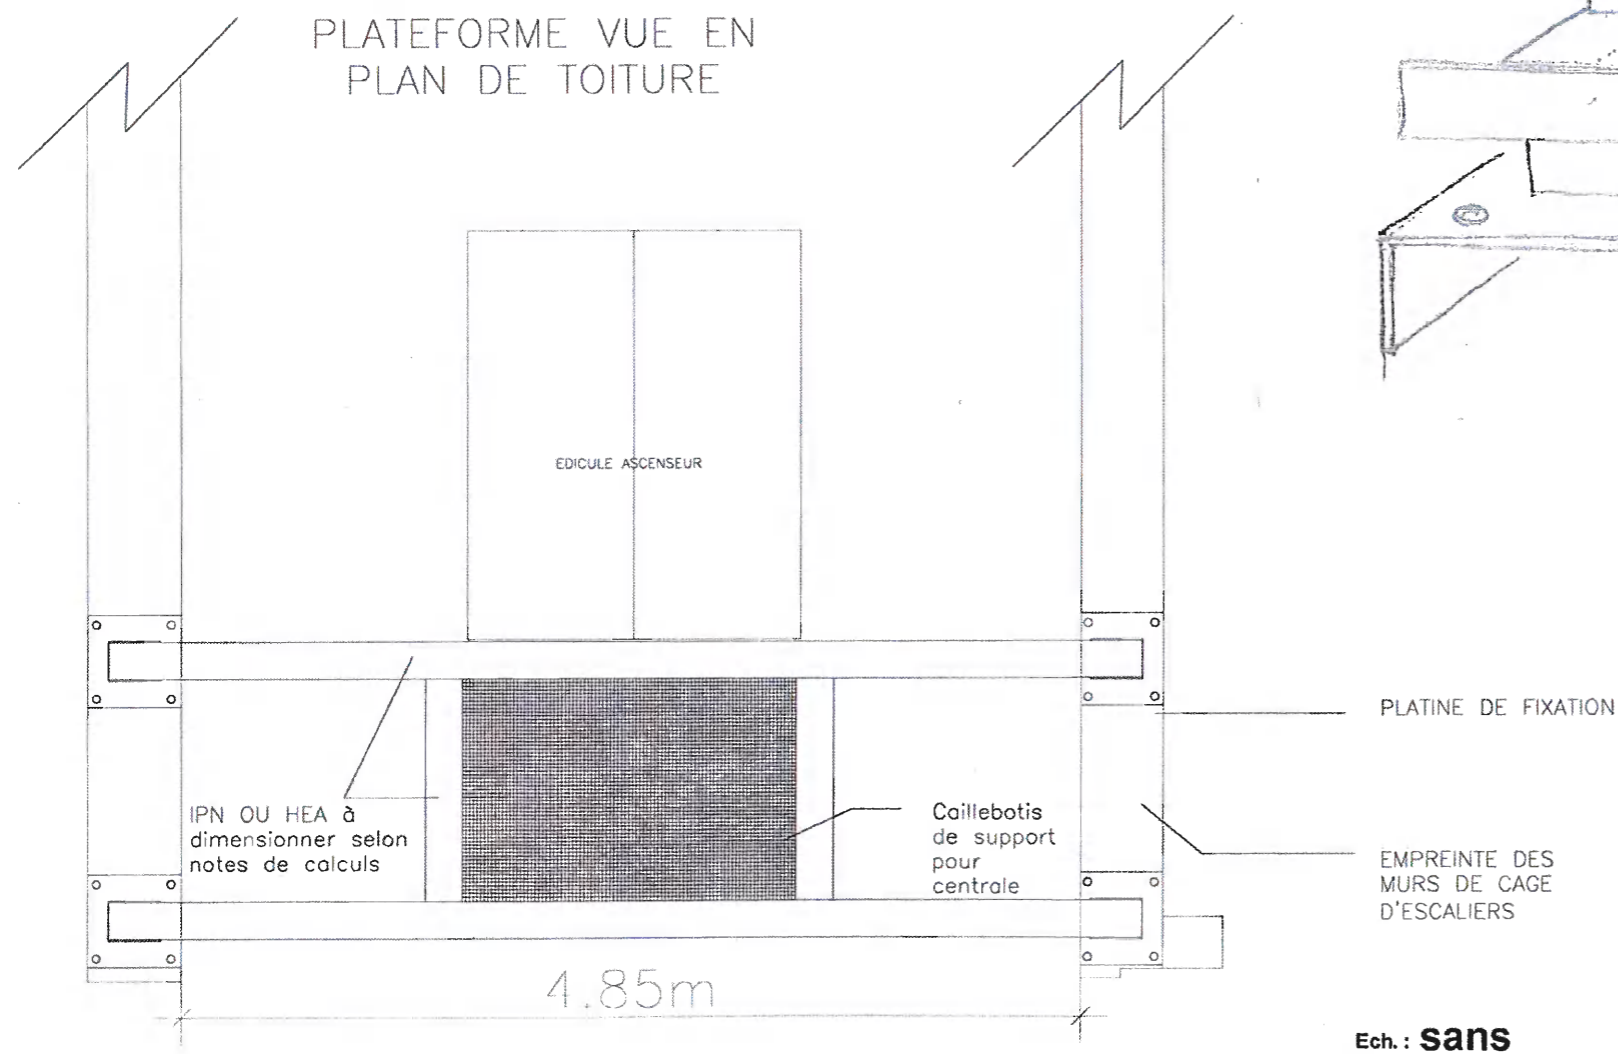 PLATEFORME VUE EN
PLAN DE TOITURE
EDICULE ASCENSEUR
IPN OU HEA à
dimensionner selon
notes de calculs
Caillebotis
de support
pour
centrale
PLATINE DE FIXATION
EMPREINTE DES
MURS DE CAGE
D'ESCALIERS
4.85m
Ech.: sans